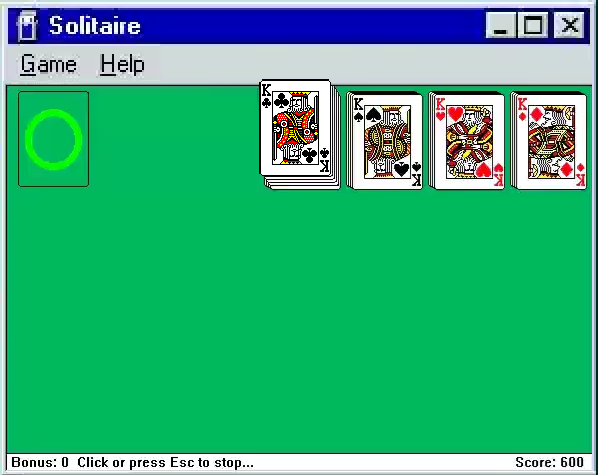 Solitaire
Game Help
K K K K
K K K K
Bonus: 0 Click or press Esc to stop... Score: 600